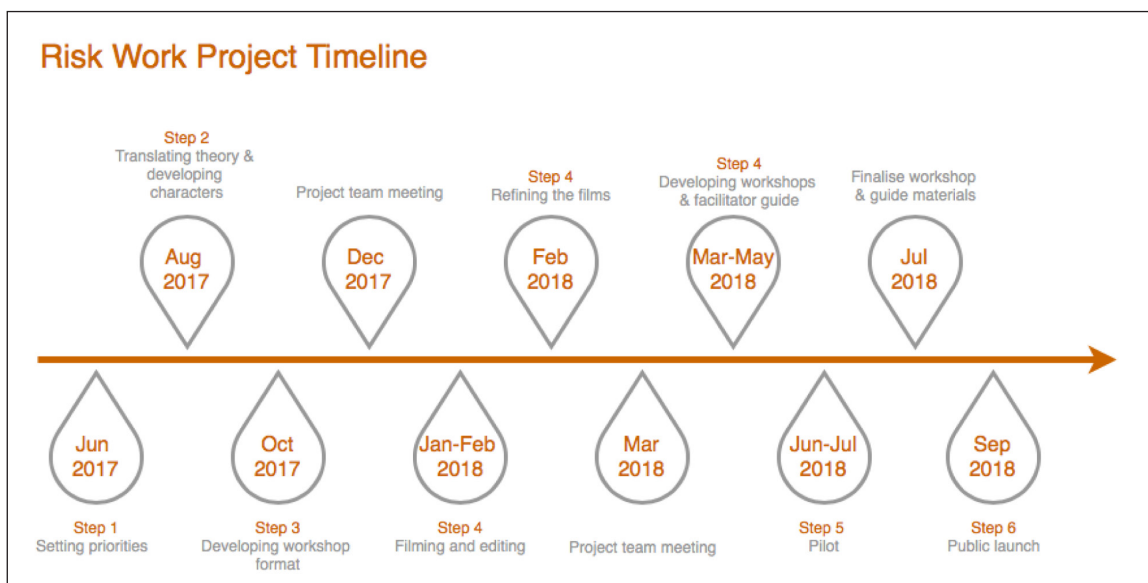 Risk Work Project Timeline
Step 2
Translating theory &
developing
characters
Project team meeting
Step 4
Refining the films
Step 4
Developing workshops
& facilitator guide
Finalise workshop
& guide materials
Aug
2017
Dec
2017
Feb
2018
Mar-May
2018
Jul
2018
Jun
2017
Oct
2017
Jan-Feb
2018
Mar
2018
Jun-Jul
2018
Sep
2018
Step 1
Setting priorities
Step 3
Developing workshop
format
Step 4
Filming and editing
Project team meeting
Step 5
Pilot
Step 6
Public launch